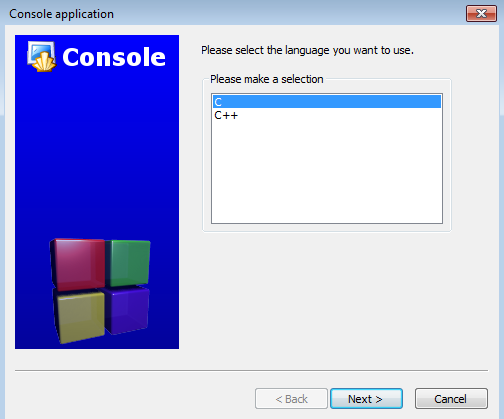 Console application
Console
Please select the language you want to use.
Please make a selection
C
C++
< Back
Next >
Cancel